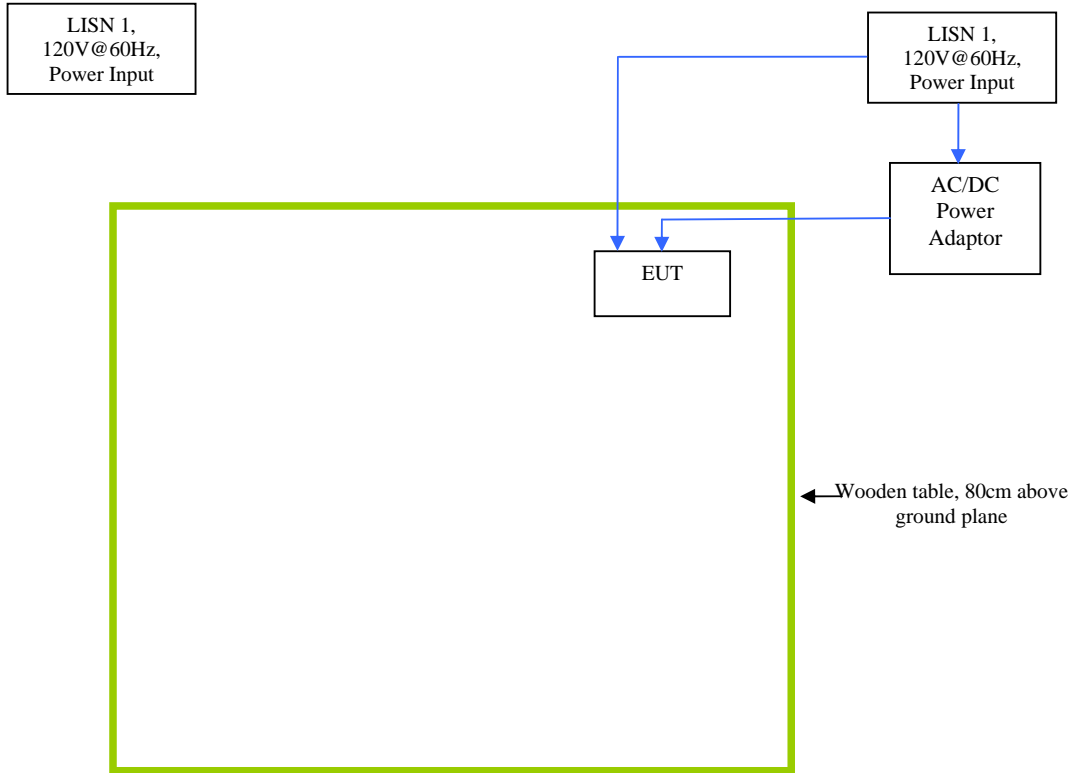 LISN 1,
120V@60Hz,
Power Input
LISN 1,
120V@60Hz,
Power Input
AC/DC
Power
Adaptor
EUT
Wooden table, 80cm above
ground plane